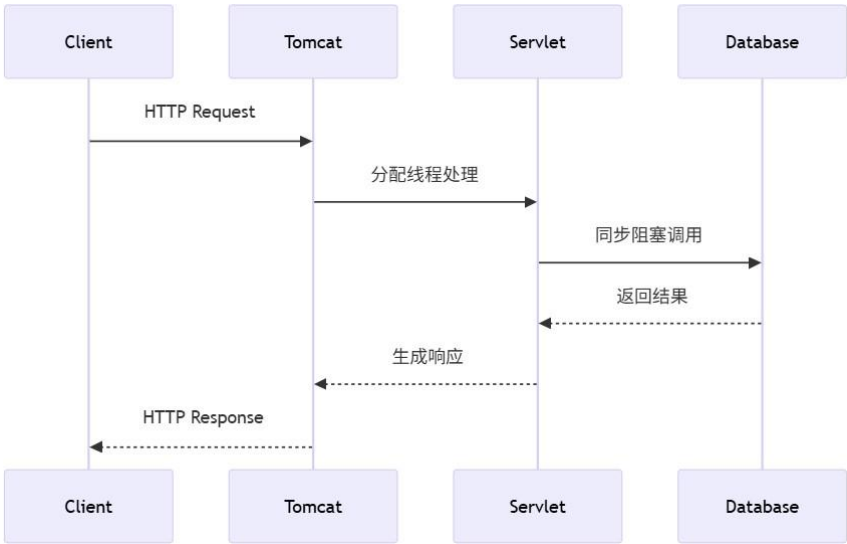 Client Tomcat Servlet Database
HTTP Request
分配线程处理
同步阻塞调用
返回结果
生成响应
HTTP Response
Client Tomcat Servlet Database